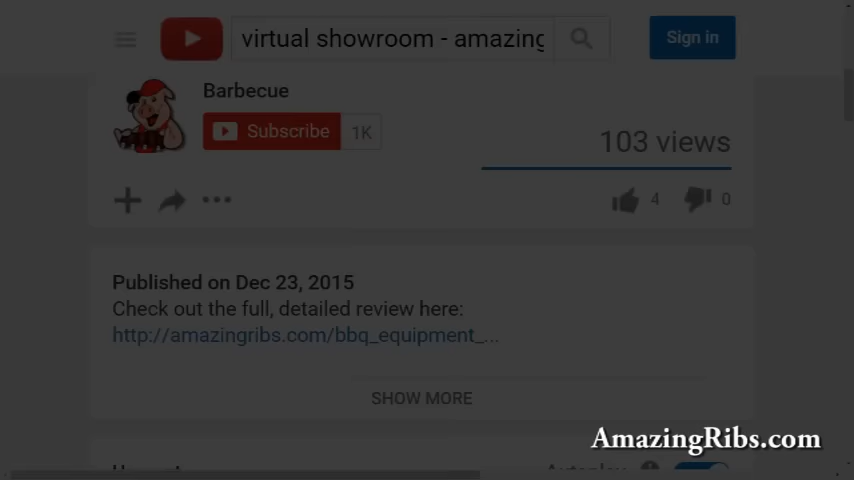 virtual showroom - amazing
Sign in
Barbecue
Subscribe 1K
103 views
4 0
Published on Dec 23, 2015
Check out the full, detailed review here:
http://amazingribs.com/bbq_equipment_...
SHOW MORE
AmazingRibs.com
Autoplay